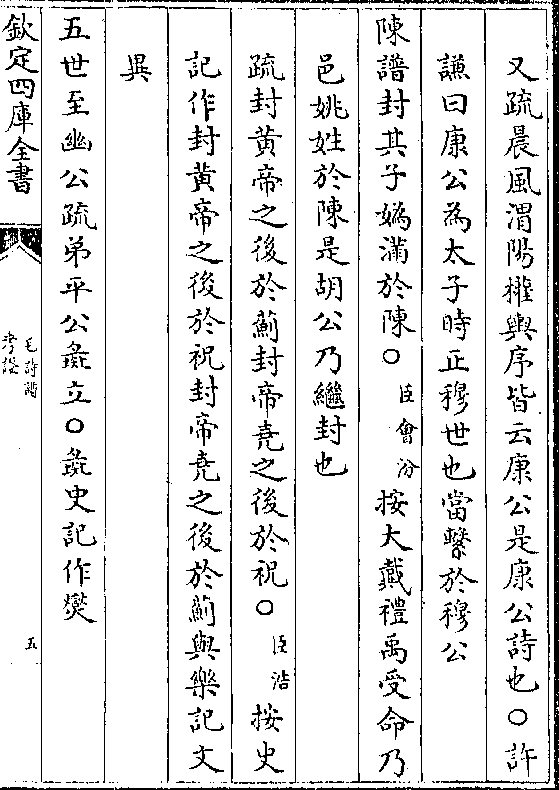 又疏晨風渭陽權輿序皆云康公是康公詩也○許
謙曰康公為太子時正穆世也當繫於穆公
陳譜封其子媯滿於陳○臣會汾按大戴禮禹受命乃
邑姚姓於陳是胡公乃繼封也
疏封黄帝之後於薊封帝堯之後於祝○臣浩按史
記作封黄帝之後於祝封帝堯之後於薊與樂記文
異
五世至幽公疏弟平公彘立○彘史記作燮
欽定四庫全書
毛詩譜
考證
五